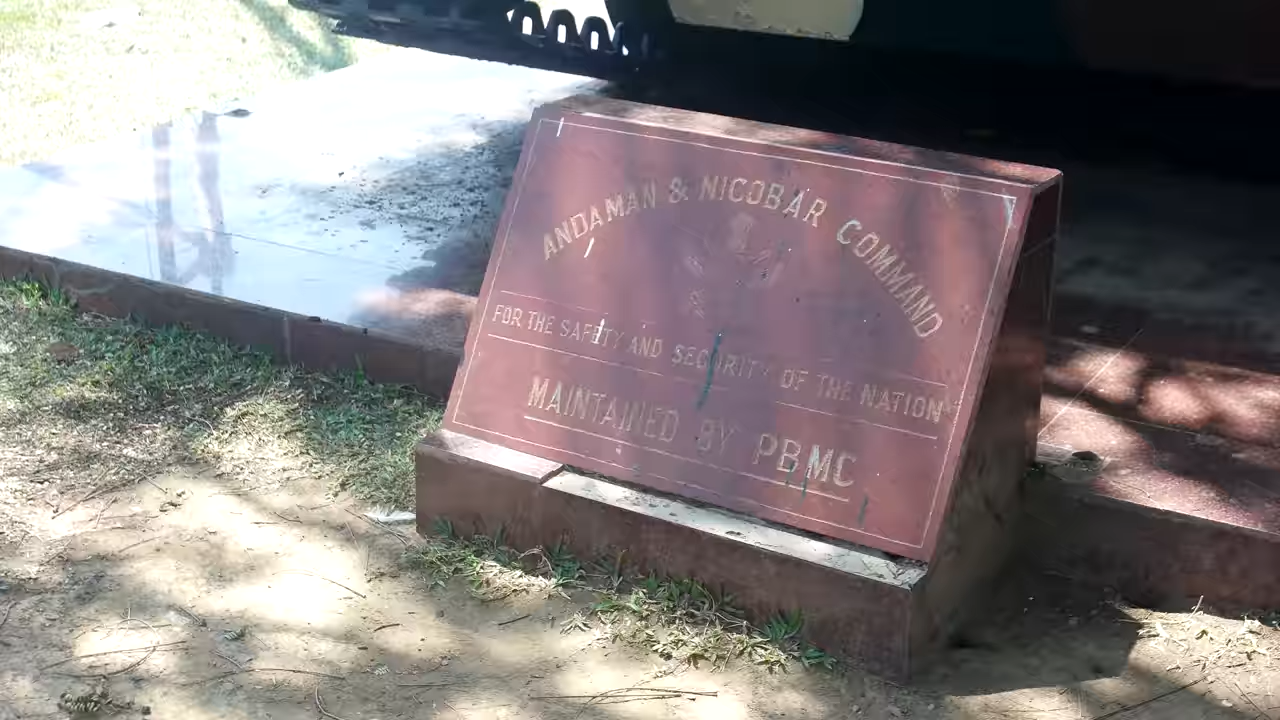 ANDAMAN & NICOBAR COMMAND
FOR THE SAFETY AND SECURITY OF THE NATION
MAINTAINED BY PBMC